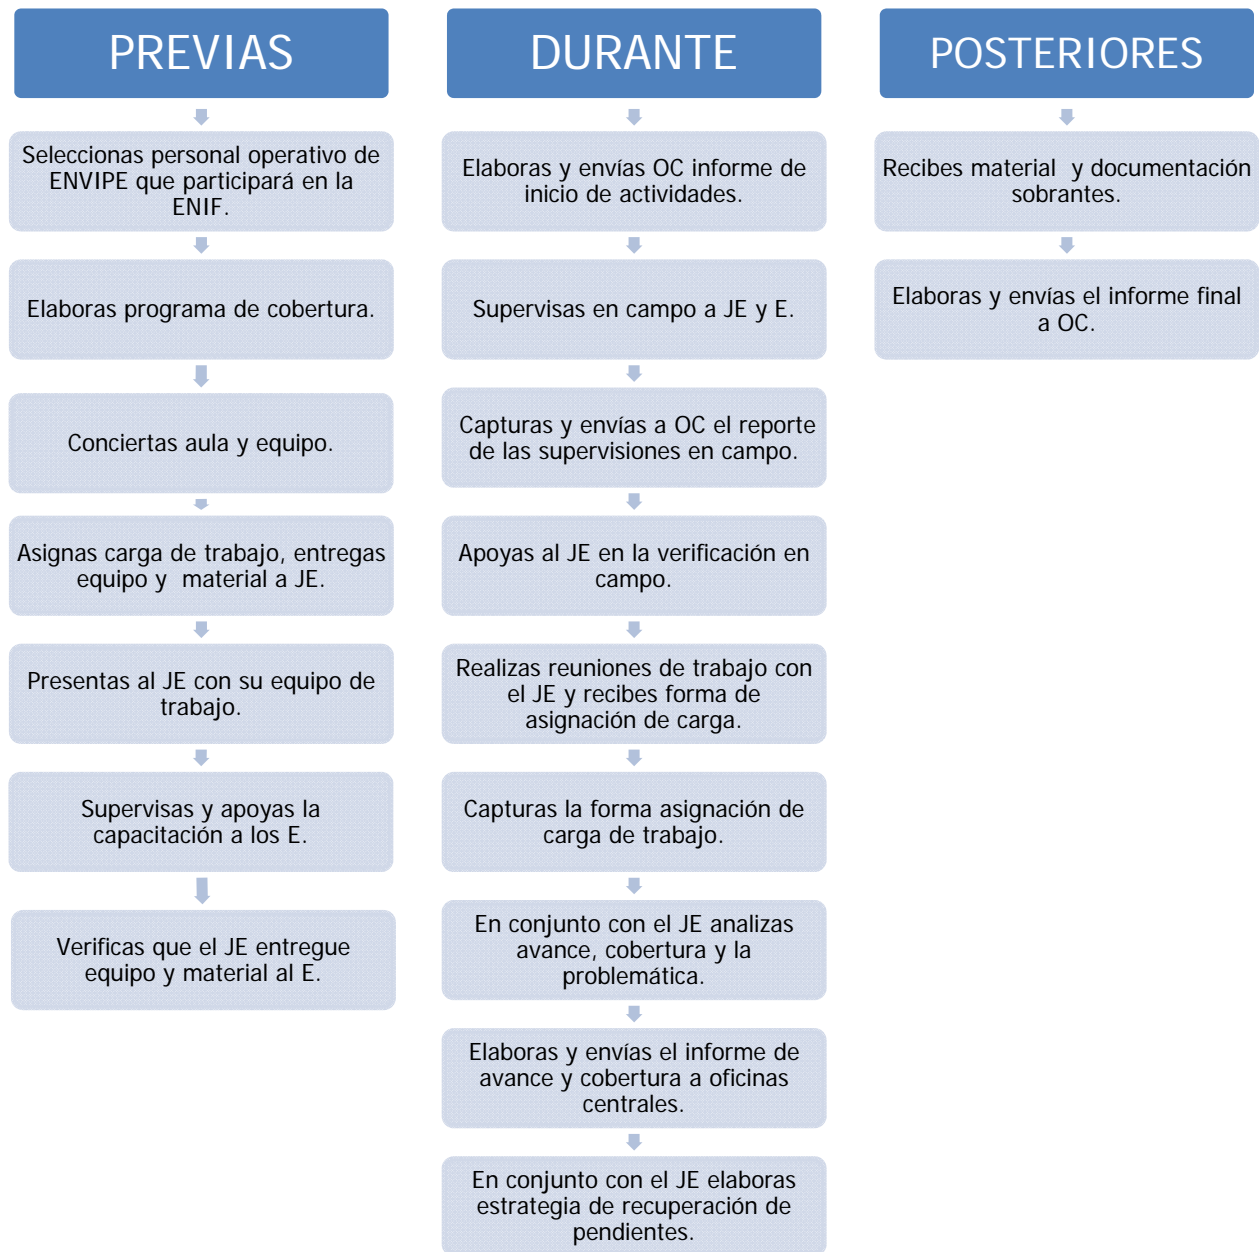 PREVIAS
Seleccionas personal operativo de
ENVIPE que participará en la
ENIF.
Elaboras programa de cobertura.
Conciertas aula y equipo.
Asignas carga de trabajo, entregas
equipo y material a JE.
Presentas al JE con su equipo de
trabajo.
Supervisas y apoyas la
capacitación a los E.
Verificas que el JE entregue
equipo y material al E.
DURANTE
Elaboras y envías OC informe de
inicio de actividades.
Supervisas en campo a JE y E.
Capturas y envías a OC el reporte
de las supervisiones en campo.
Apoyas al JE en la verificación en
campo.
Realizas reuniones de trabajo con
el JE y recibes forma de
asignación de carga.
Capturas la forma asignación de
carga de trabajo.
En conjunto con el JE analizas
avance, cobertura y la
problemática.
Elaboras y envías el informe de
avance y cobertura a oficinas
centrales.
En conjunto con el JE elaboras
estrategia de recuperación de
pendientes.
POSTERIORES
Recibes material y documentación
sobrantes.
Elaboras y envías el informe final
a OC.